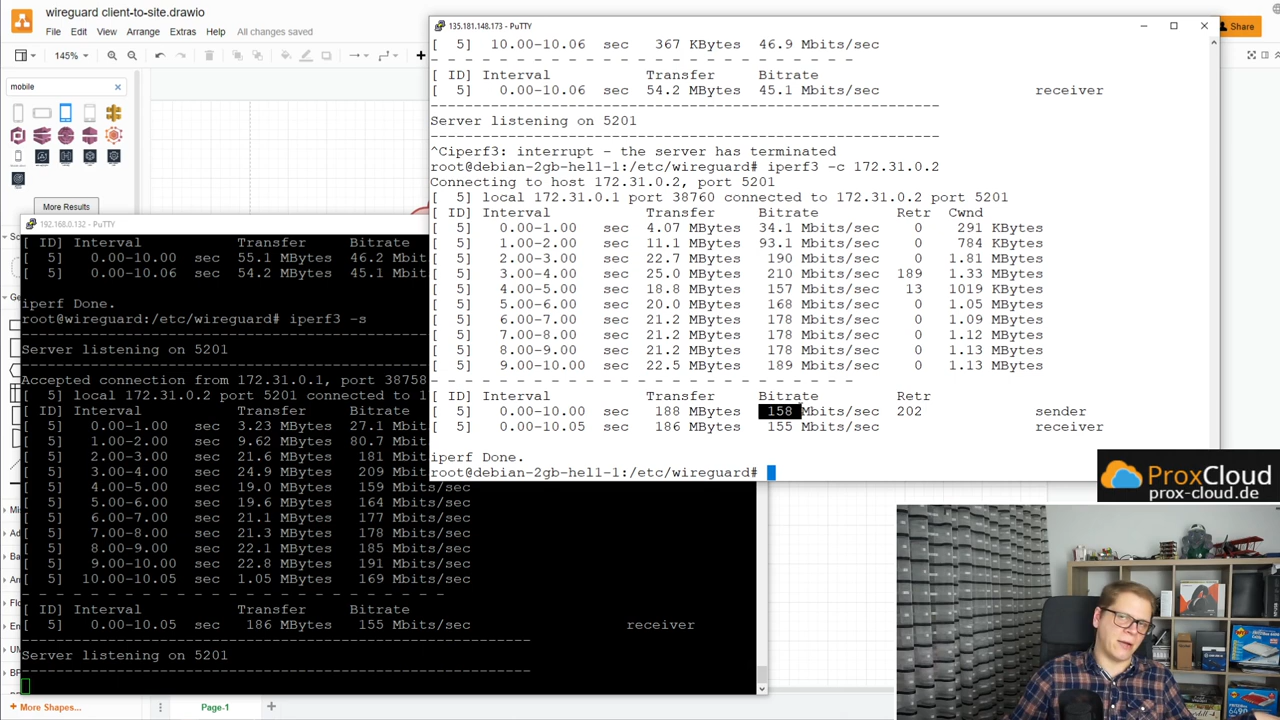 wireguard client-to-site.drawio
File Edit View Arrange Extras Help All changes saved
145%
Share
mobile
More Results
135.181.148.173 - PuTTY
[ 5] 10.00-10.06 sec 367 KBytes 46.9 Mbits/sec
- - - - - - - - - - - - - - - - - - - - - - - - -
[ ID] Interval Transfer Bitrate
[ 5] 0.00-10.06 sec 54.2 MBytes 45.1 Mbits/sec receiver
-----------------------------------------------------------
Server listening on 5201
-----------------------------------------------------------
^Ciperf3: interrupt - the server has terminated
root@debian-2gb-hel1-1:/etc/wireguard# iperf3 -c 172.31.0.2
Connecting to host 172.31.0.2, port 5201
[ 5] local 172.31.0.1 port 38760 connected to 172.31.0.2 port 5201
[ ID] Interval Transfer Bitrate Retr Cwnd
[ 5] 0.00-1.00 sec 4.07 MBytes 34.1 Mbits/sec 0 291 KBytes
[ 5] 1.00-2.00 sec 11.1 MBytes 93.1 Mbits/sec 0 784 KBytes
[ 5] 2.00-3.00 sec 22.7 MBytes 190 Mbits/sec 0 1.81 MBytes
[ 5] 3.00-4.00 sec 25.0 MBytes 210 Mbits/sec 189 1.33 MBytes
[ 5] 4.00-5.00 sec 18.8 MBytes 157 Mbits/sec 13 1019 KBytes
[ 5] 5.00-6.00 sec 20.0 MBytes 168 Mbits/sec 0 1.05 MBytes
[ 5] 6.00-7.00 sec 21.2 MBytes 178 Mbits/sec 0 1.09 MBytes
[ 5] 7.00-8.00 sec 21.2 MBytes 178 Mbits/sec 0 1.12 MBytes
[ 5] 8.00-9.00 sec 21.2 MBytes 178 Mbits/sec 0 1.13 MBytes
[ 5] 9.00-10.00 sec 22.5 MBytes 189 Mbits/sec 0 1.13 MBytes
- - - - - - - - - - - - - - - - - - - - - - - - -
[ ID] Interval Transfer Bitrate Retr
[ 5] 0.00-10.00 sec 188 MBytes 158 Mbits/sec 202 sender
[ 5] 0.00-10.05 sec 186 MBytes 155 Mbits/sec receiver
iperf Done.
root@debian-2gb-hel1-1:/etc/wireguard#
192.168.0.132 - PuTTY
[ ID] Interval Transfer Bitrate
[ 5] 0.00-10.00 sec 55.1 MBytes 46.2 Mbit
[ 5] 0.00-10.06 sec 54.2 MBytes 45.1 Mbit
iperf Done.
root@wireguard:/etc/wireguard# iperf3 -s
-----------------------------------------------------------
Server listening on 5201
-----------------------------------------------------------
Accepted connection from 172.31.0.1, port 38758
[ 5] local 172.31.0.2 port 5201 connected to 1
[ ID] Interval Transfer Bitrate
[ 5] 0.00-1.00 sec 3.23 MBytes 27.1 Mbit
[ 5] 1.00-2.00 sec 9.62 MBytes 80.7 Mbit
[ 5] 2.00-3.00 sec 21.6 MBytes 181 Mbit
[ 5] 3.00-4.00 sec 24.9 MBytes 209 Mbit
[ 5] 4.00-5.00 sec 19.0 MBytes 159 Mbits/sec
[ 5] 5.00-6.00 sec 19.6 MBytes 164 Mbits/sec
[ 5] 6.00-7.00 sec 21.1 MBytes 177 Mbits/sec
[ 5] 7.00-8.00 sec 21.3 MBytes 178 Mbits/sec
[ 5] 8.00-9.00 sec 22.1 MBytes 185 Mbits/sec
[ 5] 9.00-10.00 sec 22.8 MBytes 191 Mbits/sec
[ 5] 10.00-10.05 sec 1.05 MBytes 169 Mbits/sec
- - - - - - - - - - - - - - - - - - - - - - - - -
[ ID] Interval Transfer Bitrate
[ 5] 0.00-10.05 sec 186 MBytes 155 Mbits/sec receiver
-----------------------------------------------------------
Server listening on 5201
-----------------------------------------------------------
+ More Shapes...
Page-1
ProxCloud
prox-cloud.de